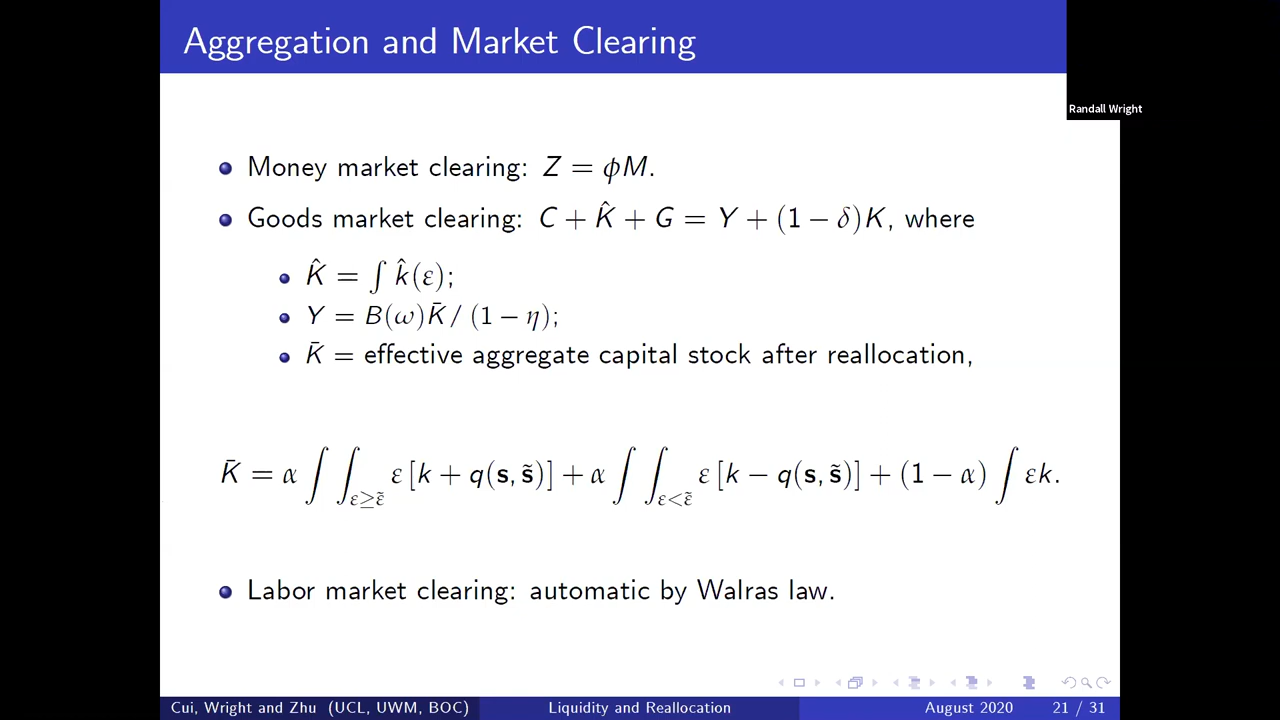 Aggregation and Market Clearing
Randall Wright
Money market clearing: Z = ϕM.
Goods market clearing: C + K̂ + G = Y + (1 − δ)K, where
K̂ = ∫ k̂(ε);
Y = B(ω)K̄/ (1 − η);
K̄ = effective aggregate capital stock after reallocation,
K̄ = α ∫ ∫_{ε≥ε̃} ε [k + q(s, s̃)] + α ∫ ∫_{ε<ε̃} ε [k − q(s, s̃)] + (1 − α) ∫ εk.
Labor market clearing: automatic by Walras law.
Cui, Wright and Zhu (UCL, UWM, BOC) Liquidity and Reallocation August 2020 21 / 31